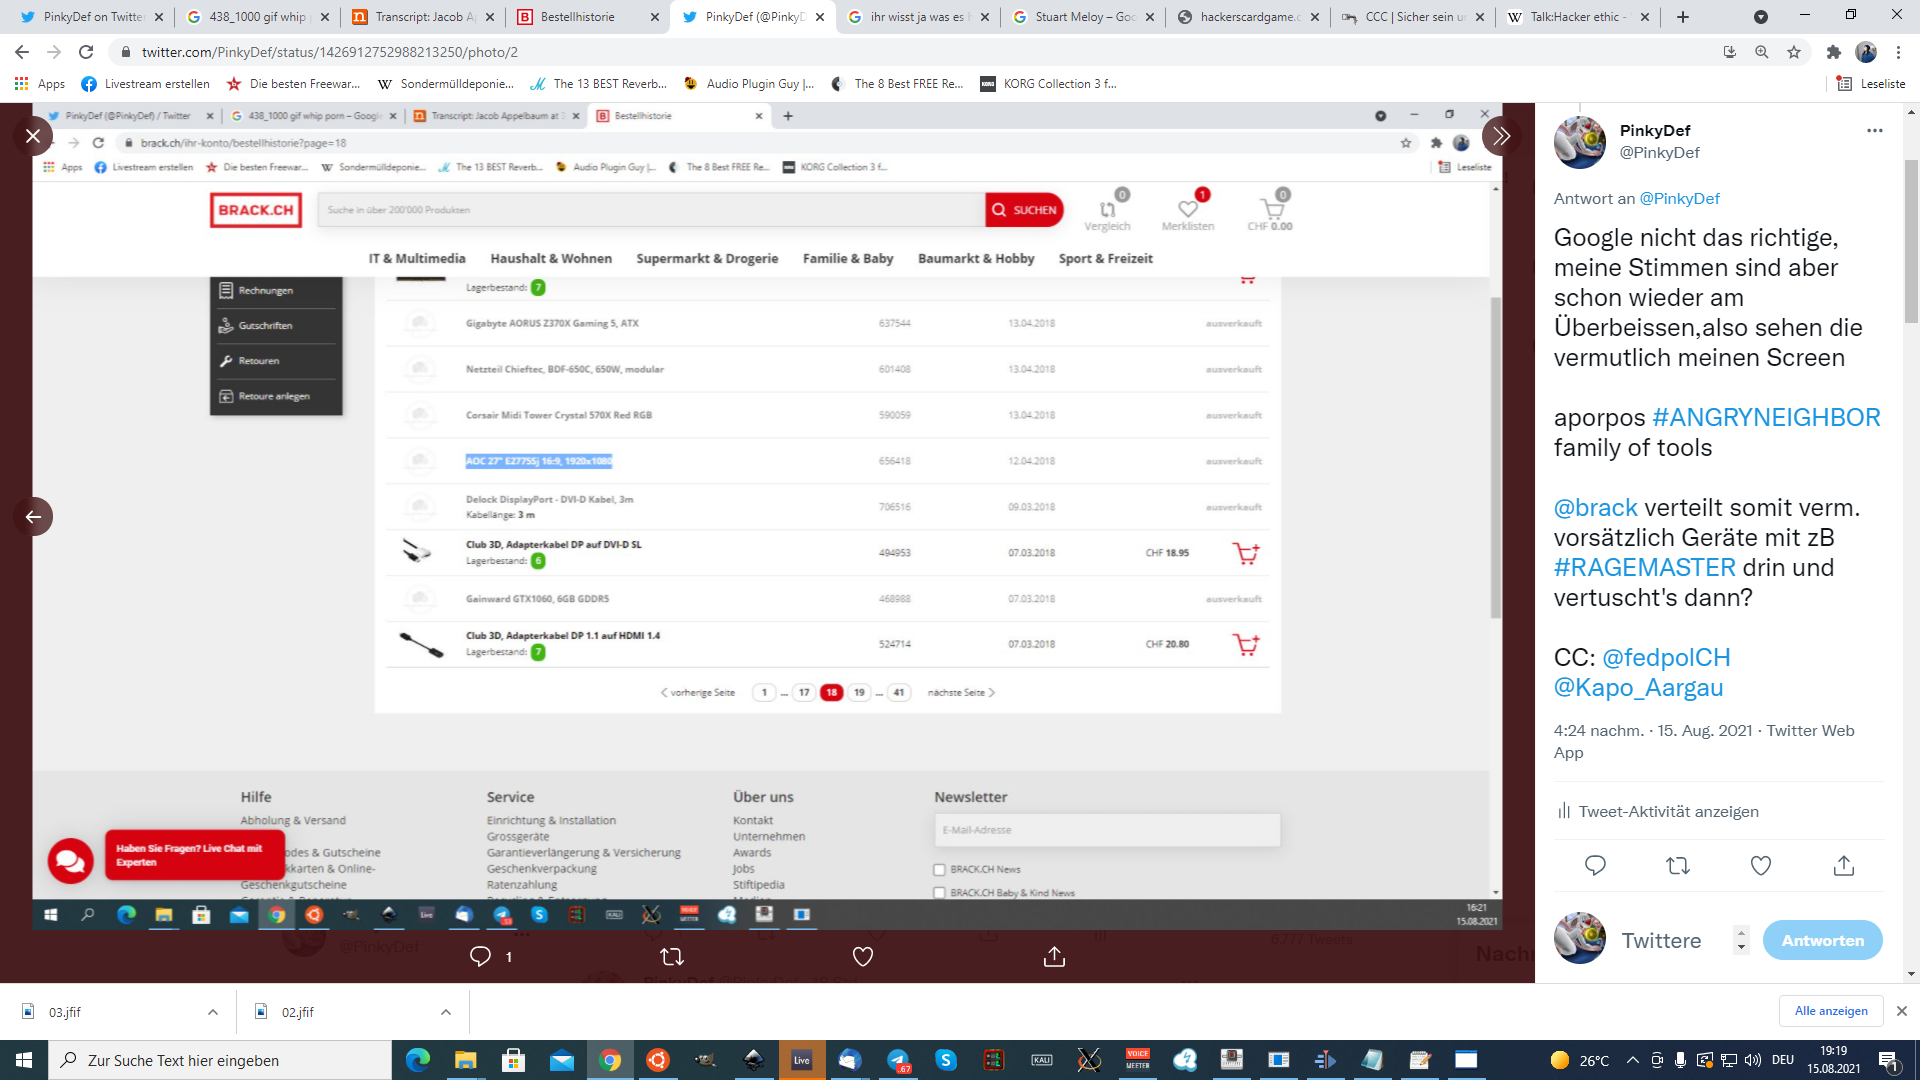 PinkyDef on Twitter
438_1000 gif whip p
Transcript: Jacob Ap
Bestellhistorie
PinkyDef (@PinkyD
ihr wisst ja was es h
Stuart Meloy – Goo
hackerscardgame.c
CCC | Sicher sein u
Talk:Hacker ethic -
twitter.com/PinkyDef/status/1426912752988213250/photo/2
Apps
Livestream erstellen
Die besten Freewar...
Sondermülldeponie...
The 13 BEST Reverb...
Audio Plugin Guy |...
The 8 Best FREE Re...
KORG Collection 3 f...
Leseliste
PinkyDef (@PinkyDef) / Twitter
438_1000 gif whip porn – Google
Transcript: Jacob Appelbaum at 3
Bestellhistorie
brack.ch/ihr-konto/bestellhistorie?page=18
Apps
Livestream erstellen
Die besten Freewar...
Sondermülldeponie...
The 13 BEST Reverb...
Audio Plugin Guy |...
The 8 Best FREE Re...
KORG Collection 3 f...
Leseliste
BRACK.CH
Suche in über 200'000 Produkten
SUCHEN
0
Vergleich
1
Merklisten
0
CHF 0.00
IT & Multimedia
Haushalt & Wohnen
Supermarkt & Drogerie
Familie & Baby
Baumarkt & Hobby
Sport & Freizeit
Rechnungen
Gutschriften
Retouren
Retoure anlegen
Lagerbestand: 7
Gigabyte AORUS Z370X Gaming 5, ATX 637544 13.04.2018 ausverkauft
Netzteil Chieftec, BDF-650C, 650W, modular 601408 13.04.2018 ausverkauft
Corsair Midi Tower Crystal 570X Red RGB 590059 13.04.2018 ausverkauft
AOC 27" E2775SJ 16:9, 1920x1080 656418 12.04.2018 ausverkauft
Delock DisplayPort - DVI-D Kabel, 3m
Kabellänge: 3 m
706516 09.03.2018 ausverkauft
Club 3D, Adapterkabel DP auf DVI-D SL
Lagerbestand: 6
494953 07.03.2018 CHF 18.95
Gainward GTX1060, 6GB GDDR5 468988 07.03.2018 ausverkauft
Club 3D, Adapterkabel DP 1.1 auf HDMI 1.4
Lagerbestand: 7
524714 07.03.2018 CHF 20.80
vorherige Seite 1 ... 17 18 19 ... 41 nächste Seite
Hilfe
Abholung & Versand
odes & Gutscheine
kkarten & Online-
Geschenkgutscheine
Service
Einrichtung & Installation
Grossgeräte
Garantieverlängerung & Versicherung
Geschenkverpackung
Ratenzahlung
Über uns
Kontakt
Unternehmen
Awards
Jobs
Stiftipedia
Newsletter
E-Mail-Adresse
BRACK.CH News
BRACK.CH Baby & Kind News
Haben Sie Fragen? Live Chat mit
Experten
Live
KALI
16:21
15.08.2021
@PinkyDef
6.777 Tweets
Nachr
1
PinkyDef
@PinkyDef
Antwort an @PinkyDef
Google nicht das richtige,
meine Stimmen sind aber
schon wieder am
Überbeissen,also sehen die
vermutlich meinen Screen
aporpos #ANGRYNEIGHBOR
family of tools
@brack verteilt somit verm.
vorsätzlich Geräte mit zB
#RAGEMASTER drin und
vertuscht's dann?
CC: @fedpolCH
@Kapo_Aargau
4:24 nachm. · 15. Aug. 2021 · Twitter Web
App
Tweet-Aktivität anzeigen
Twittere
Antworten
03.jfif
02.jfif
Alle anzeigen
Zur Suche Text hier eingeben
Live
.67
KALI
VOICE
MEETER
26°C
DEU
19:19
15.08.2021
1